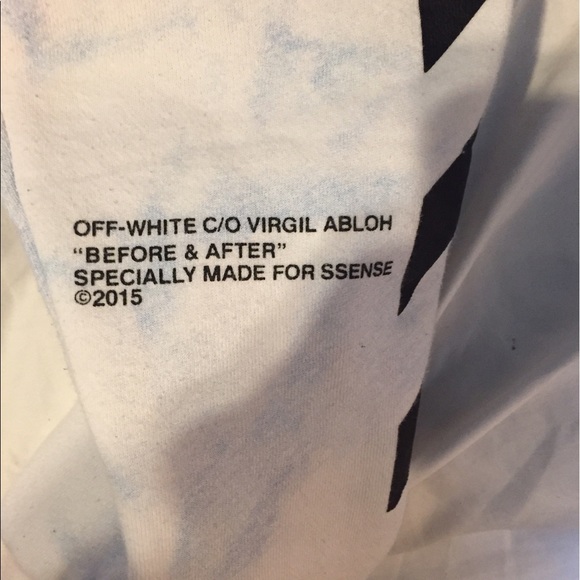 OFF-WHITE C/O VIRGIL ABLOH
“BEFORE & AFTER”
SPECIALLY MADE FOR SSENSE
©2015